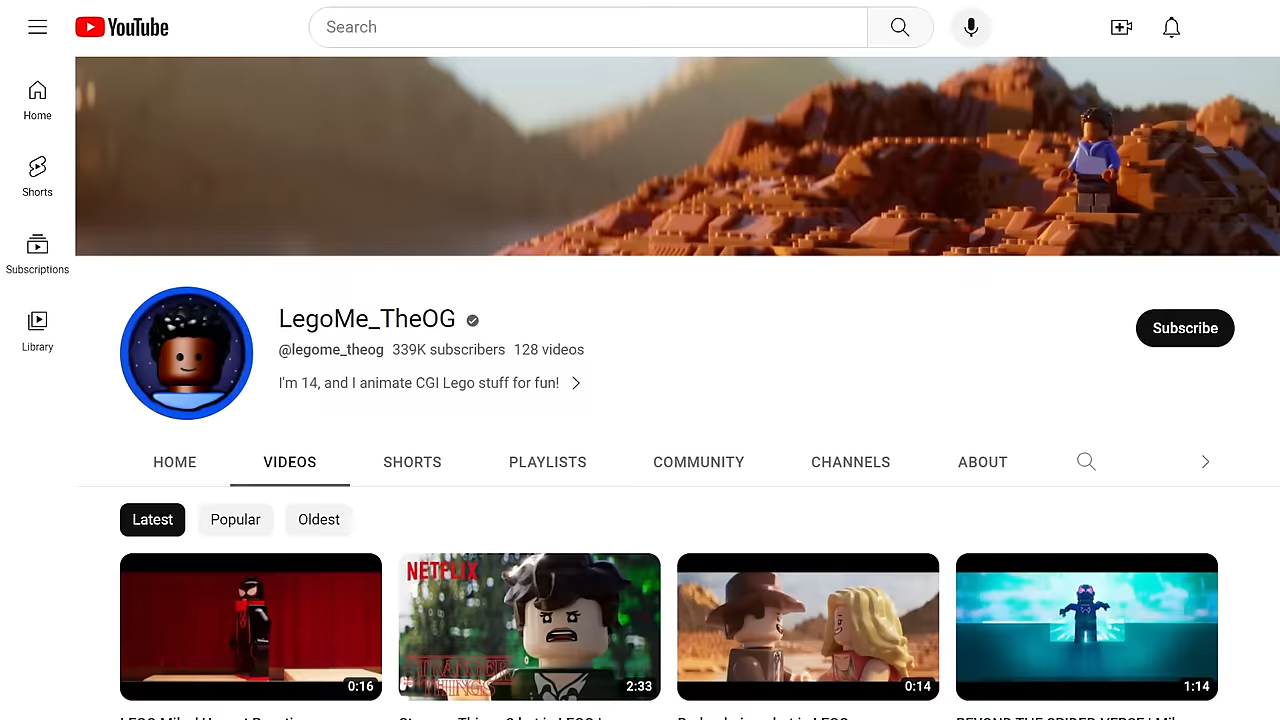 YouTube
Search
Home
Shorts
Subscriptions
Library
LegoMe_TheOG
@legome_theog 339K subscribers 128 videos
I'm 14, and I animate CGI Lego stuff for fun!
Subscribe
HOME VIDEOS SHORTS PLAYLISTS COMMUNITY CHANNELS ABOUT
Latest Popular Oldest
NETFLIX
STRANGER
THINGS
0:16 2:33 0:14 1:14